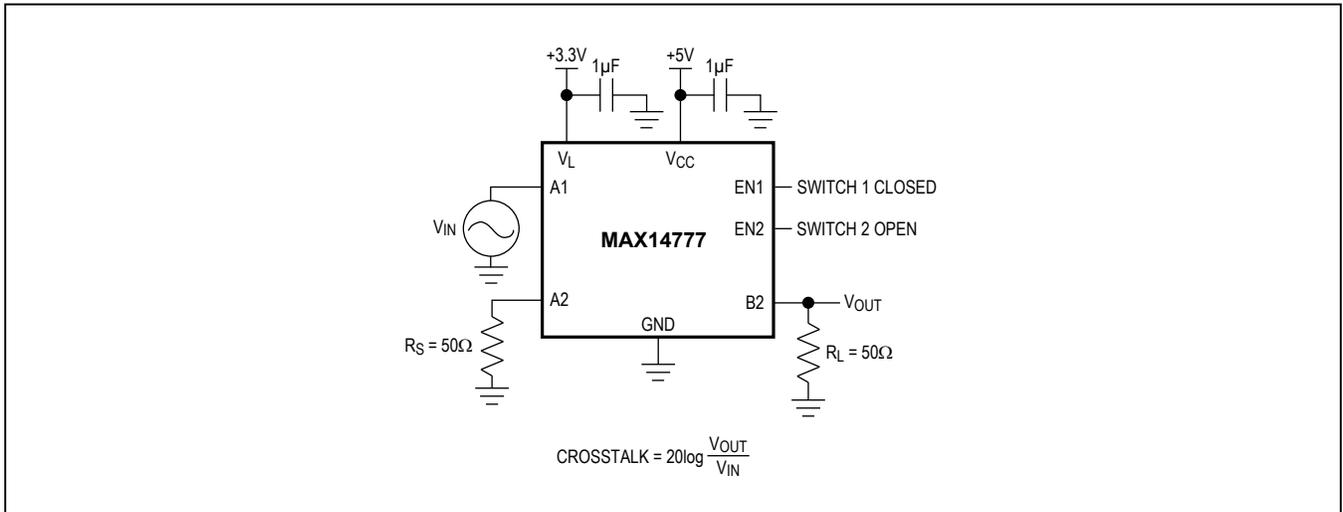 +3.3V
1µF
+5V
1µF
VL
VCC
A1
EN1
SWITCH 1 CLOSED
VIN
EN2
SWITCH 2 OPEN
MAX14777
A2
B2
VOUT
GND
RS = 50Ω
RL = 50Ω
CROSSTALK = 20log VOUT
VIN